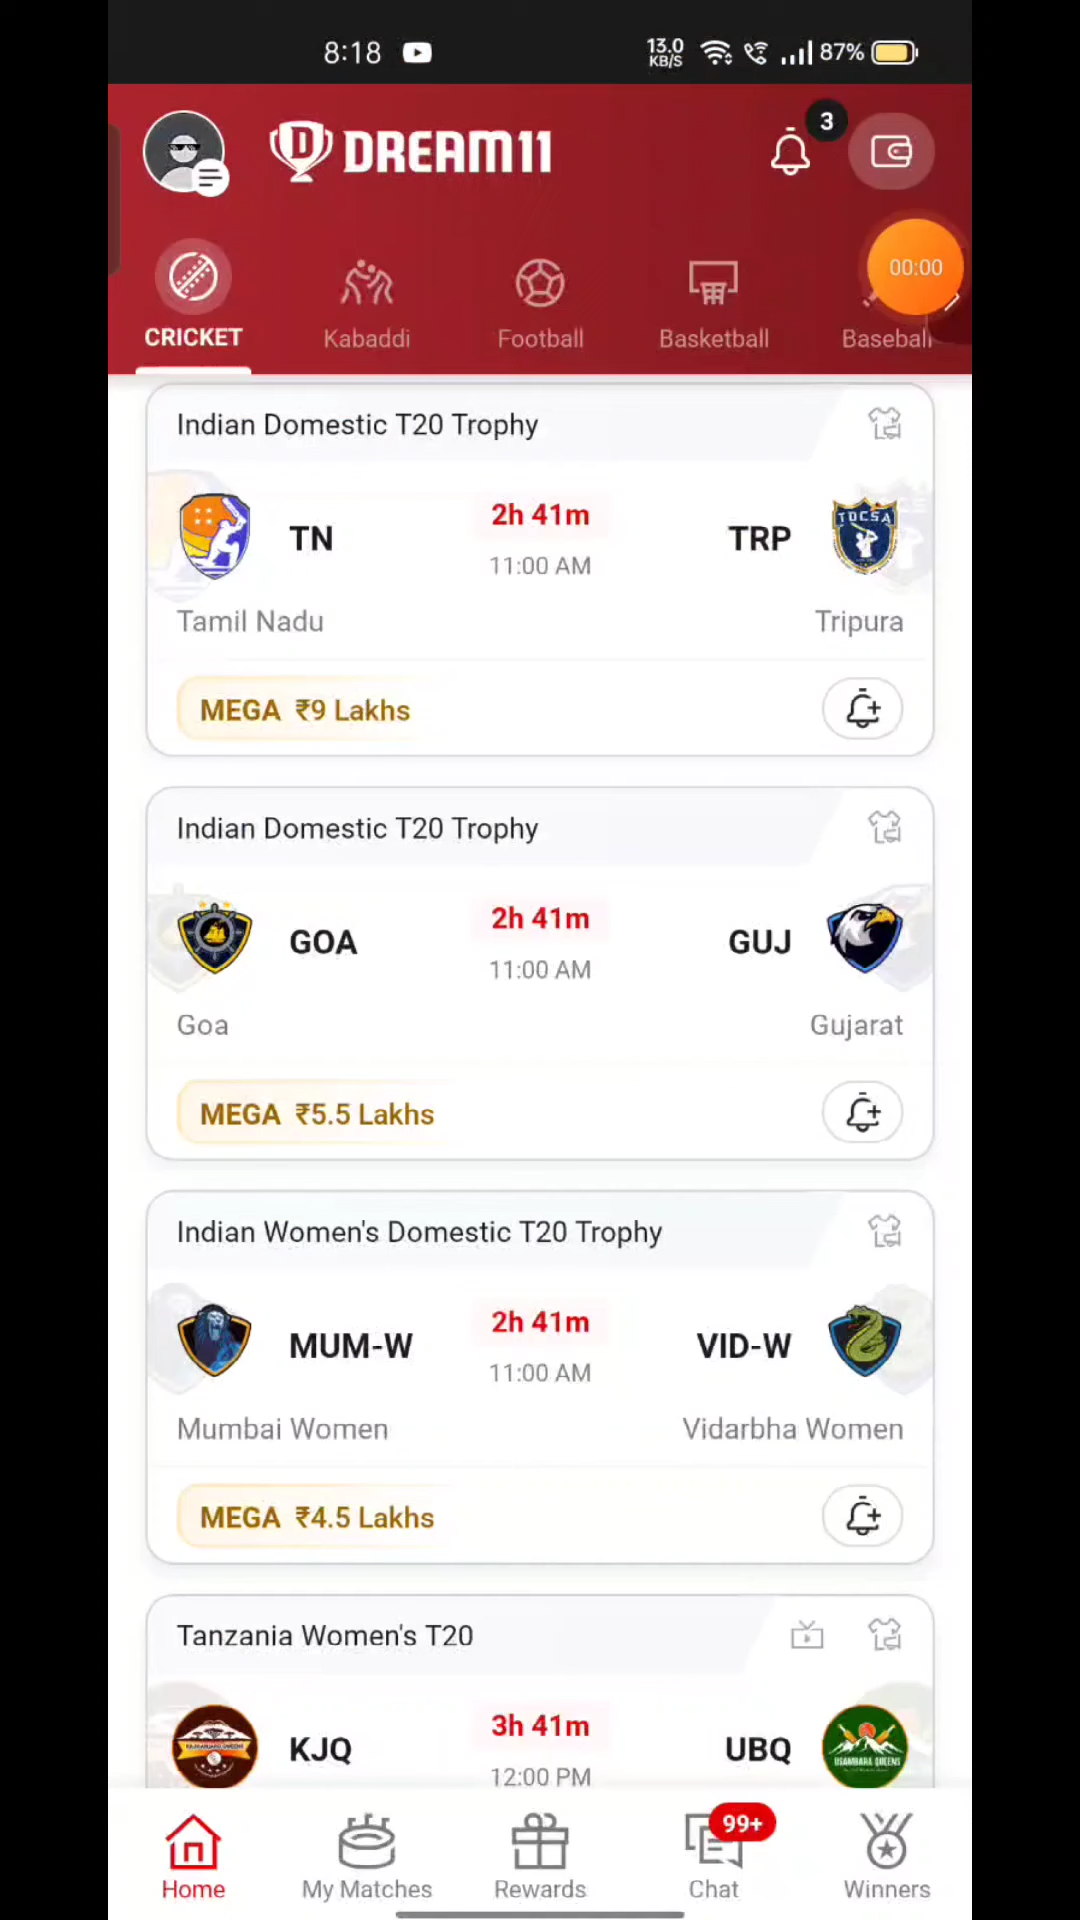 8:18
13.0
KB/S
87%
DREAM11
3
00:00
CRICKET
Kabaddi
Football
Basketball
Baseball
Indian Domestic T20 Trophy
TN
2h 41m
11:00 AM
TRP
TDCSA
Tamil Nadu
Tripura
MEGA ₹9 Lakhs
Indian Domestic T20 Trophy
GOA
2h 41m
11:00 AM
GUJ
Goa
Gujarat
MEGA ₹5.5 Lakhs
Indian Women's Domestic T20 Trophy
MUM-W
2h 41m
11:00 AM
VID-W
Mumbai Women
Vidarbha Women
MEGA ₹4.5 Lakhs
Tanzania Women's T20
KJQ
3h 41m
12:00 PM
UBQ
USAMBARA QUEENS
Home
My Matches
Rewards
99+
Chat
Winners